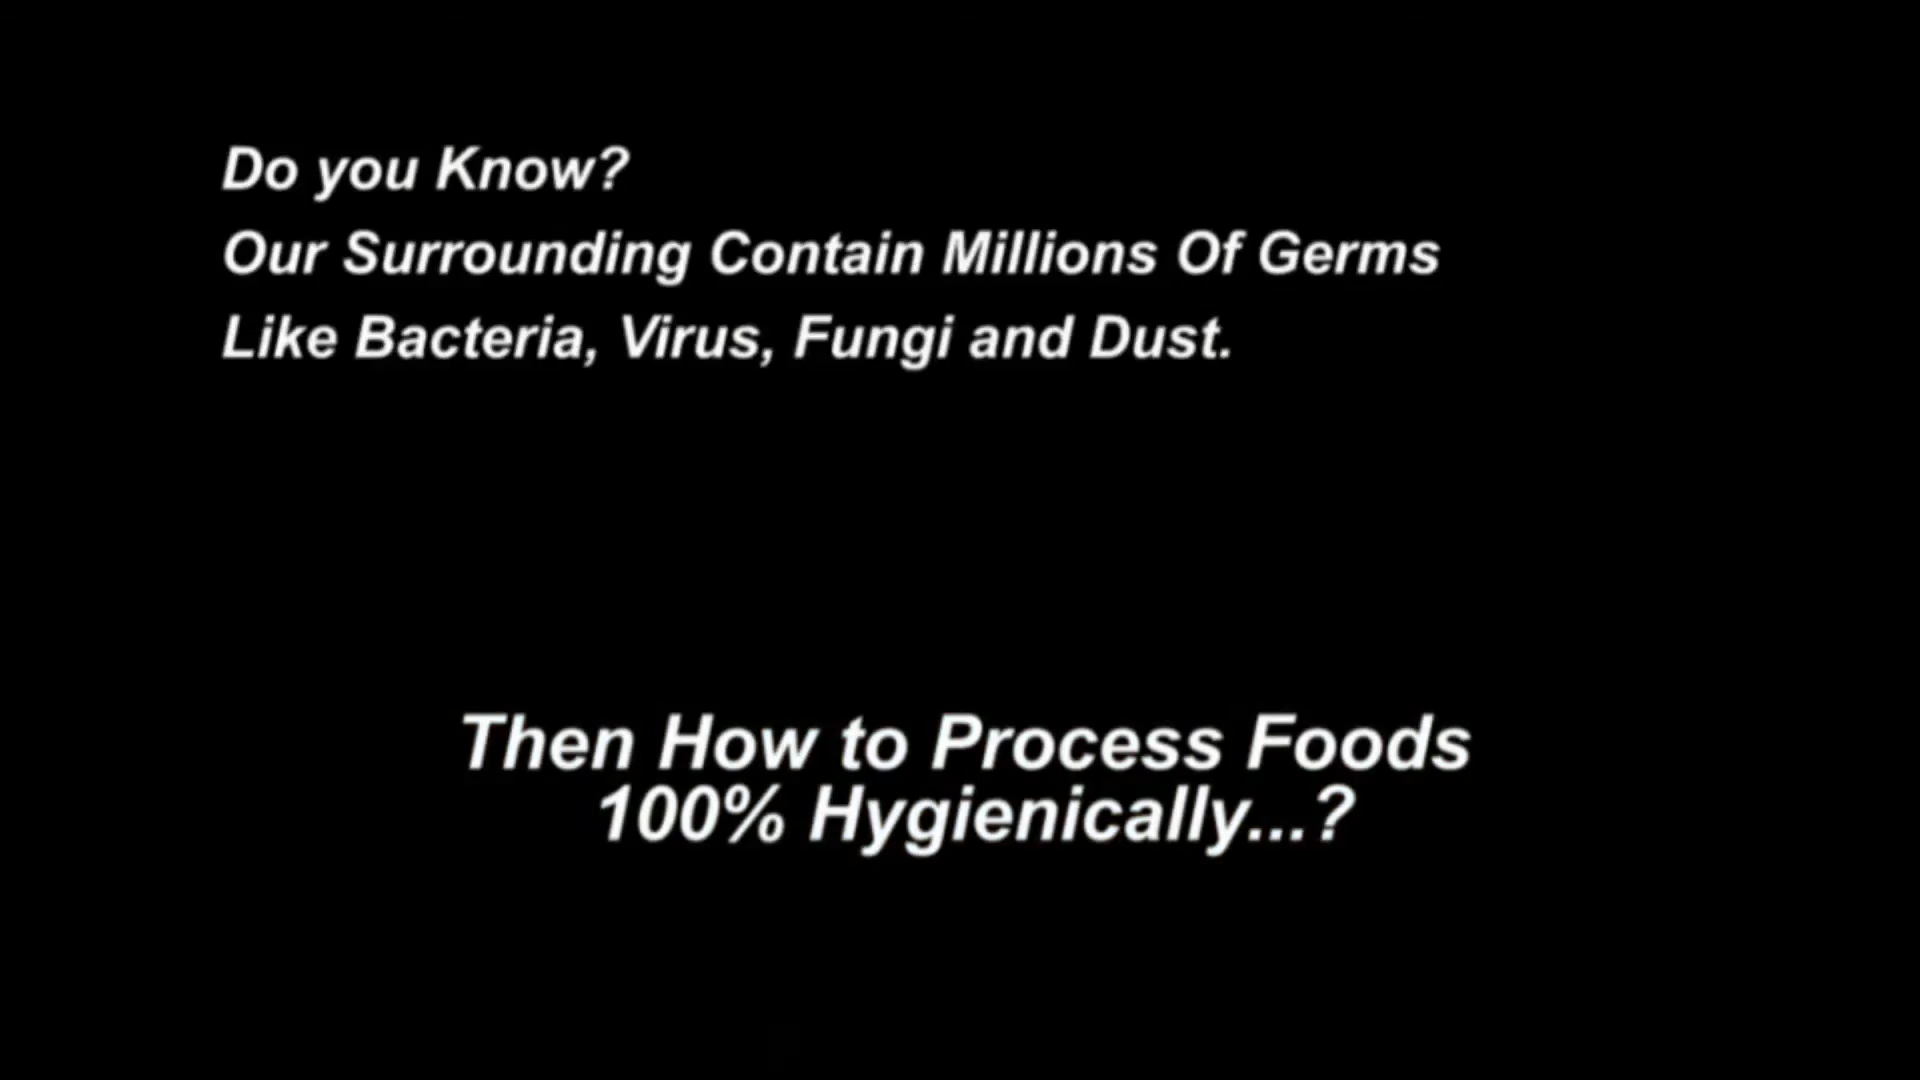 Do you Know?
Our Surrounding Contain Millions Of Germs
Like Bacteria, Virus, Fungi and Dust.
Then How to Process Foods
100% Hygienically...?